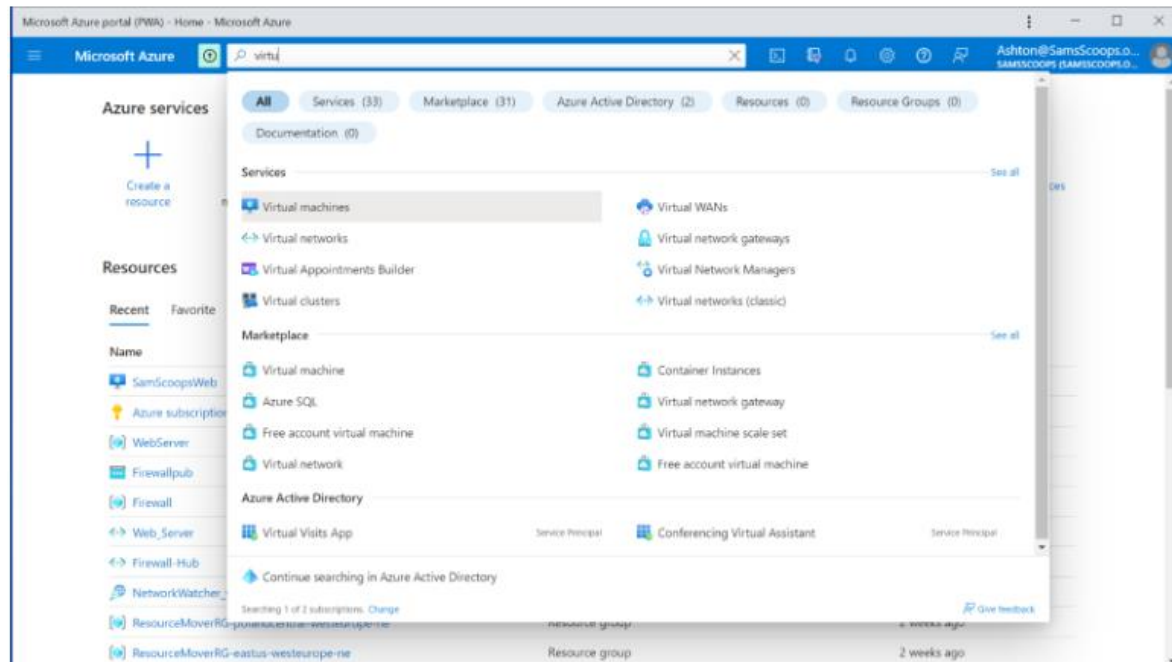 Microsoft Azure portal (PWA) - Home - Microsoft Azure
Microsoft Azure
virtu
Ashton@SamsScoops.o...
SAMSSCOOPS (SAMSSCOOPS.O...
Azure services
All
Services (33)
Marketplace (31)
Azure Active Directory (2)
Resources (0)
Resource Groups (0)
Documentation (0)
Create a
resource
Services
See all
Virtual machines
Virtual WANs
Virtual networks
Virtual network gateways
Virtual Appointments Builder
Virtual Network Managers
Virtual clusters
Virtual networks (classic)
Resources
Recent
Favorite
Marketplace
See all
Name
Virtual machine
Container Instances
SamScoopsWeb
Azure SQL
Virtual network gateway
Azure subscription
Free account virtual machine
Virtual machine scale set
WebServer
Virtual network
Free account virtual machine
Firewallpub
Azure Active Directory
Firewall
Virtual Visits App
Service Principal
Conferencing Virtual Assistant
Service Principal
Web_Server
Firewall-Hub
Continue searching in Azure Active Directory
NetworkWatcher_
Searching 1 of 2 subscriptions. Change
Give feedback
ResourceMoverRG-polandcentral-westeurope-ne
Resource group
2 weeks ago
ResourceMoverRG-eastus-westeurope-ne
Resource group
2 weeks ago